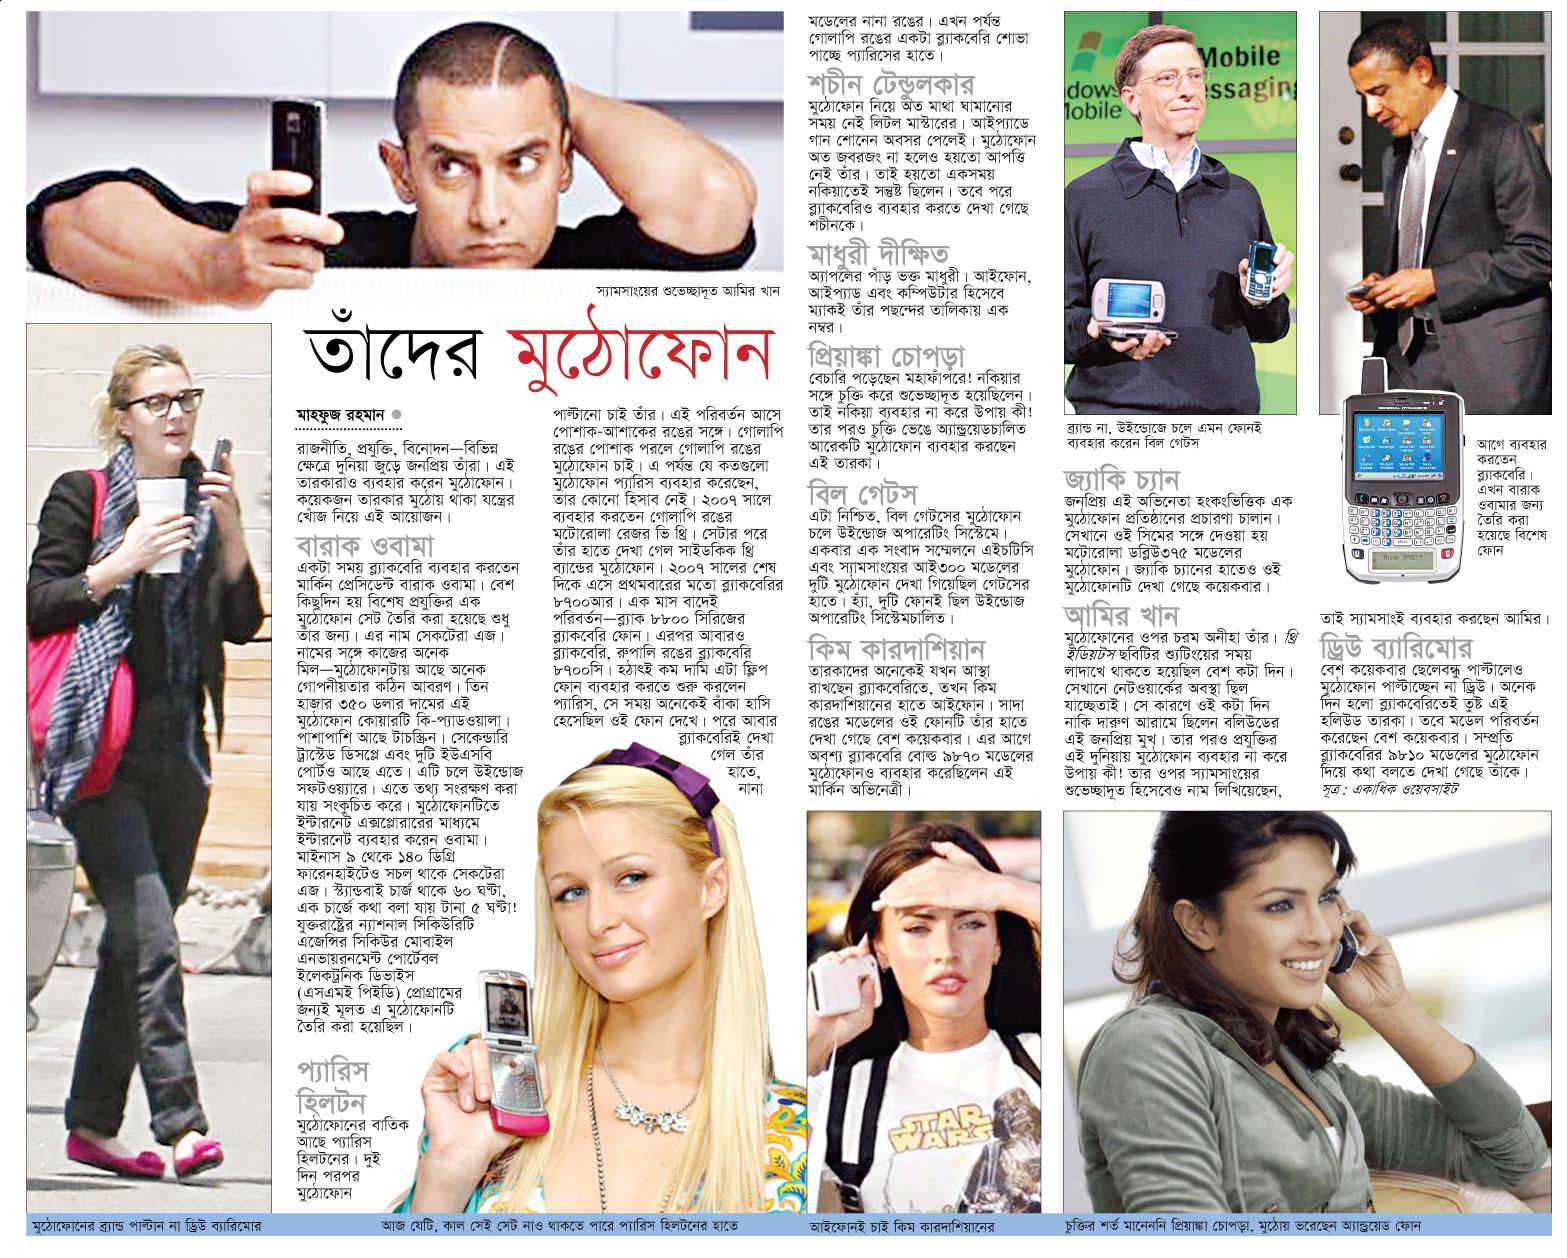 স্যামসাংয়ের শুভেচ্ছাদূত আমির খান
তাঁদের মুঠোফোন
মাহফুজ রহমান ●
রাজনীতি, প্রযুক্তি, বিনোদন—বিভিন্ন
ক্ষেত্রে দুনিয়া জুড়ে জনপ্রিয় তাঁরা। এই
তারকারাও ব্যবহার করেন মুঠোফোন।
কয়েকজন তারকার মুঠোয় থাকা যন্ত্রের
খোঁজ নিয়ে এই আয়োজন।
বারাক ওবামা
একটা সময় ব্ল্যাকবেরি ব্যবহার করতেন
মার্কিন প্রেসিডেন্ট বারাক ওবামা। বেশ
কিছুদিন হয় বিশেষ প্রযুক্তির এক
মুঠোফোন সেট তৈরি করা হয়েছে শুধু
তাঁর জন্য। এর নাম সেকটেরা এজ।
নামের সঙ্গে কাজের অনেক
মিল—মুঠোফোনটায় আছে অনেক
গোপনীয়তার কঠিন আবরণ। তিন
হাজার ৩৫০ ডলার দামের এই
মুঠোফোন কোয়ারটি কি-প্যাডওয়ালা।
পাশাপাশি আছে টাচস্ক্রিন। সেকেন্ডারি
ট্রাস্টেড ডিসপ্লে এবং দুটি ইউএসবি
পোর্টও আছে এতে। এটি চলে উইন্ডোজ
সফটওয়্যারে। এতে তথ্য সংরক্ষণ করা
যায় সংকুচিত করে। মুঠোফোনটিতে
ইন্টারনেট এক্সপ্লোরারের মাধ্যমে
ইন্টারনেট ব্যবহার করেন ওবামা।
মাইনাস ৯ থেকে ১৪০ ডিগ্রি
ফারেনহাইটেও সচল থাকে সেকটেরা
এজ। স্ট্যান্ডবাই চার্জ থাকে ৬০ ঘণ্টা,
এক চার্জে কথা বলা যায় টানা ৫ ঘণ্টা!
যুক্তরাষ্ট্রের ন্যাশনাল সিকিউরিটি
এজেন্সির সিকিউর মোবাইল
এনভায়রনমেন্ট পোর্টেবল
ইলেকট্রনিক ডিভাইস
(এসএমই পিইডি) প্রোগ্রামের
জন্যই মূলত এ মুঠোফোনটি
তৈরি করা হয়েছিল।
প্যারিস
হিলটন
মুঠোফোনের বাতিক
আছে প্যারিস
হিলটনের। দুই
দিন পরপর
মুঠোফোন
পাল্টানো চাই তাঁর। এই পরিবর্তন আসে
পোশাক-আশাকের রঙের সঙ্গে। গোলাপি
রঙের পোশাক পরলে গোলাপি রঙের
মুঠোফোন চাই। এ পর্যন্ত যে কতগুলো
মুঠোফোন প্যারিস ব্যবহার করেছেন,
তার কোনো হিসাব নেই। ২০০৭ সালে
ব্যবহার করতেন গোলাপি রঙের
মটোরোলা রেজর ভি থ্রি। সেটার পরে
তাঁর হাতে দেখা গেল সাইডকিক থ্রি
ব্যান্ডের মুঠোফোন। ২০০৭ সালের শেষ
দিকে এসে প্রথমবারের মতো ব্ল্যাকবেরির
৮৭০০আর। এক মাস বাদেই
পরিবর্তন—ব্ল্যাক ৮৮০০ সিরিজের
ব্ল্যাকবেরি ফোন। এরপর আবারও
ব্ল্যাকবেরি, রুপালি রঙের ব্ল্যাকবেরি
৮৭০০সি। হঠাৎই কম দামি এটা ফ্লিপ
ফোন ব্যবহার করতে শুরু করলেন
প্যারিস, সে সময় অনেকেই বাঁকা হাসি
হেসেছিল ওই ফোন দেখে। পরে আবার
ব্ল্যাকবেরিই দেখা
গেল তাঁর
হাতে,
নানা
মডেলের নানা রঙের। এখন পর্যন্ত
গোলাপি রঙের একটা ব্ল্যাকবেরি শোভা
পাচ্ছে প্যারিসের হাতে।
শচীন টেন্ডুলকার
মুঠোফোন নিয়ে অত মাথা ঘামানোর
সময় নেই লিটল মাস্টারের। আইপ্যাডে
গান শোনেন অবসর পেলেই। মুঠোফোন
অত জবরজং না হলেও হয়তো আপত্তি
নেই তাঁর। তাই হয়তো একসময়
নকিয়াতেই সন্তুষ্ট ছিলেন। তবে পরে
ব্ল্যাকবেরিও ব্যবহার করতে দেখা গেছে
শচীনকে।
মাধুরী দীক্ষিত
অ্যাপলের পাঁড় ভক্ত মাধুরী। আইফোন,
আইপ্যাড এবং কম্পিউটার হিসেবে
ম্যাকই তাঁর পছন্দের তালিকায় এক
নম্বর।
প্রিয়াঙ্কা চোপড়া
বেচারি পড়েছেন মহাফাঁপরে! নকিয়ার
সঙ্গে চুক্তি করে শুভেচ্ছাদূত হয়েছিলেন।
তাই নকিয়া ব্যবহার না করে উপায় কী!
তার পরও চুক্তি ভেঙে অ্যান্ড্রয়েডচালিত
আরেকটি মুঠোফোন ব্যবহার করছেন
এই তারকা।
বিল গেটস
এটা নিশ্চিত, বিল গেটসের মুঠোফোন
চলে উইন্ডোজ অপারেটিং সিস্টেমে।
একবার এক সংবাদ সম্মেলনে এইচটিসি
এবং স্যামসাংয়ের আই৩০০ মডেলের
দুটি মুঠোফোন দেখা গিয়েছিল গেটসের
হাতে। হ্যাঁ, দুটি ফোনই ছিল উইন্ডোজ
অপারেটিং সিস্টেমচালিত।
কিম কারদাশিয়ান
তারকাদের অনেকেই যখন আস্থা
রাখছেন ব্ল্যাকবেরিতে, তখন কিম
কারদাশিয়ানের হাতে আইফোন। সাদা
রঙের মডেলের ওই ফোনটি তাঁর হাতে
দেখা গেছে বেশ কয়েকবার। এর আগে
অবশ্য ব্ল্যাকবেরি বোল্ড ৯৮৭০ মডেলের
মুঠোফোনও ব্যবহার করেছিলেন এই
মার্কিন অভিনেত্রী।
Mobile
ব্র্যান্ড না, উইন্ডোজে চলে এমন ফোনই
ব্যবহার করেন বিল গেটস
জ্যাকি চ্যান
জনপ্রিয় এই অভিনেতা হংকংভিত্তিক এক
মুঠোফোন প্রতিষ্ঠানের প্রচারণা চালান।
সেখানে ওই সিমের সঙ্গে দেওয়া হয়
মটোরোলা ডব্লিউ৩৭৫ মডেলের
মুঠোফোন। জ্যাকি চ্যানের হাতেও ওই
মুঠোফোনটি দেখা গেছে কয়েকবার।
আমির খান
মুঠোফোনের ওপর চরম অনীহা তাঁর। থ্রি
ইডিয়টস ছবিটির শ্যুটিংয়ের সময়
লাদাখে থাকতে হয়েছিল বেশ কটা দিন।
সেখানে নেটওয়ার্কের অবস্থা ছিল
যাচ্ছেতাই। সে কারণে ওই কটা দিন
নাকি দারুণ আরামে ছিলেন বলিউডের
এই জনপ্রিয় মুখ। তার পরও প্রযুক্তির
এই দুনিয়ায় মুঠোফোন ব্যবহার না করে
উপায় কী! তার ওপর স্যামসাংয়ের
শুভেচ্ছাদূত হিসেবেও নাম লিখিয়েছেন,
GENERAL DYNAMICS
Think OPSEC!
আগে ব্যবহার
করতেন
ব্ল্যাকবেরি।
এখন বারাক
ওবামার জন্য
তৈরি করা
হয়েছে বিশেষ
ফোন
তাই স্যামসাংই ব্যবহার করছেন আমির।
ড্রিউ ব্যারিমোর
বেশ কয়েকবার ছেলেবন্ধু পাল্টালেও
মুঠোফোন পাল্টাচ্ছেন না ড্রিউ। অনেক
দিন হলো ব্ল্যাকবেরিতেই তুষ্ট এই
হলিউড তারকা। তবে মডেল পরিবর্তন
করেছেন বেশ কয়েকবার। সম্প্রতি
ব্ল্যাকবেরির ৯৮১০ মডেলের মুঠোফোন
দিয়ে কথা বলতে দেখা গেছে তাঁকে।
সূত্র: একাধিক ওয়েবসাইট
STAR
WARS
মুঠোফোনের ব্র্যান্ড পাল্টান না ড্রিউ ব্যারিমোর
আজ যেটি, কাল সেই সেট নাও থাকতে পারে প্যারিস হিলটনের হাতে
আইফোনই চাই কিম কারদাশিয়ানের
চুক্তির শর্ত মানেননি প্রিয়াঙ্কা চোপড়া, মুঠোয় ভরেছেন অ্যান্ড্রয়েড ফোন